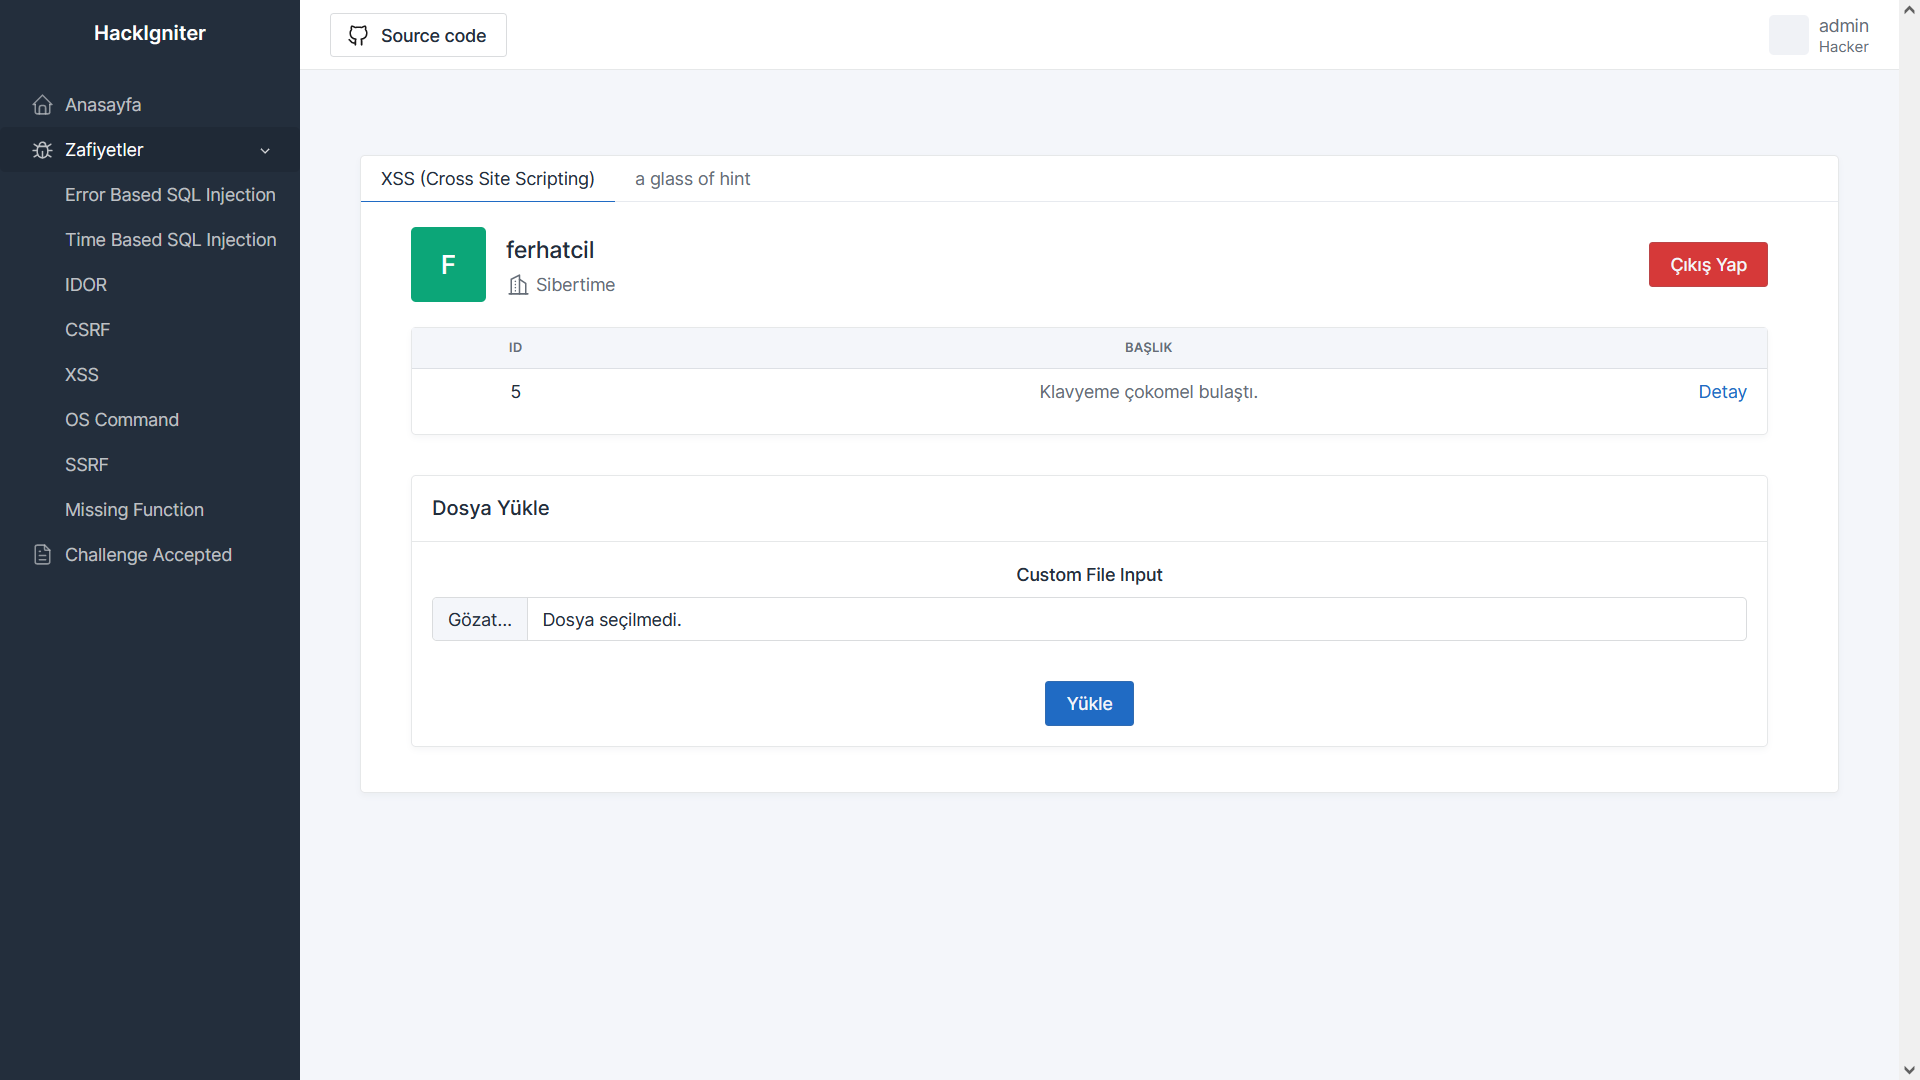 HackIgniter
Source code
admin
Hacker
Anasayfa
Zafiyetler
Error Based SQL Injection
Time Based SQL Injection
IDOR
CSRF
XSS
OS Command
SSRF
Missing Function
Challenge Accepted
XSS (Cross Site Scripting)
a glass of hint
F
ferhatcil
Sibertime
Çıkış Yap
ID BAŞLIK
5 Klavyeme çokomel bulaştı. Detay
Dosya Yükle
Custom File Input
Gözat... Dosya seçilmedi.
Yükle